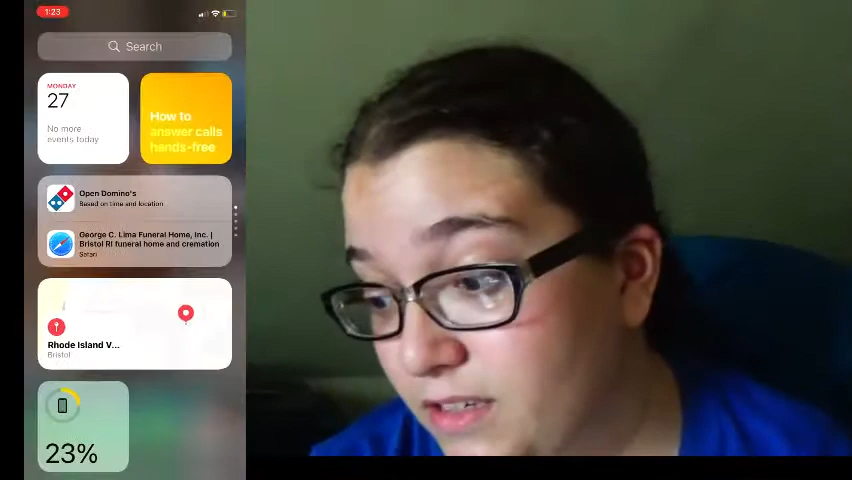 1:23
Search
MONDAY
27
No more
events today
How to
answer calls
hands-free
Open Domino's
Based on time and location
George C. Lima Funeral Home, Inc. |
Bristol RI funeral home and cremation
Safari
Rhode Island V...
Bristol
23%